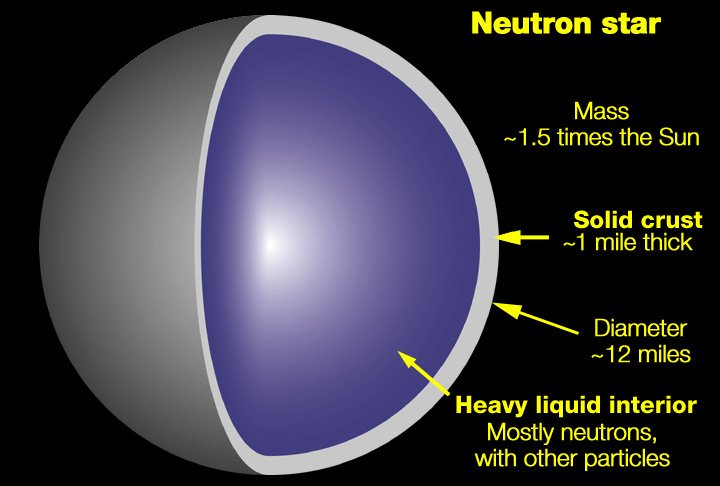 Neutron star
Mass
~1.5 times the Sun
Solid crust
~1 mile thick
Diameter
~12 miles
Heavy liquid interior
Mostly neutrons,
with other particles